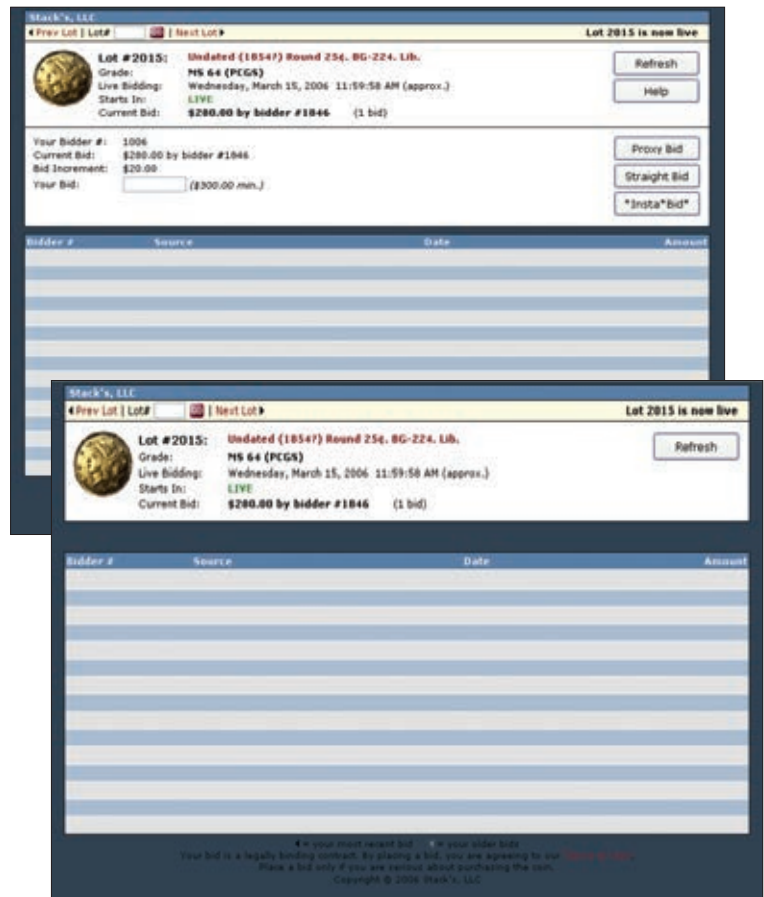 Stack's, LLC
Prev Lot | Lot# | Next Lot
Lot 2015 is now live
Lot #2015: Undated (1854?) Round 25¢. BG-224. Lib.
Grade: MS 64 (PCGS)
Live Bidding: Wednesday, March 15, 2006 11:59:58 AM (approx.)
Starts In: LIVE
Current Bid: $280.00 by bidder #1846 (1 bid)
Refresh
Help
Your Bidder #: 1006
Current Bid: $280.00 by bidder #1846
Bid Increment: $20.00
Your Bid: ($300.00 min.)
Proxy Bid
Straight Bid
*Insta*Bid*
Bidder # Source Date Amount
Stack's, LLC
Prev Lot | Lot# | Next Lot
Lot 2015 is now live
Lot #2015: Undated (1854?) Round 25¢. BG-224. Lib.
Grade: MS 64 (PCGS)
Live Bidding: Wednesday, March 15, 2006 11:59:58 AM (approx.)
Starts In: LIVE
Current Bid: $280.00 by bidder #1846 (1 bid)
Refresh
Bidder # Source Date Amount
= your most recent bid = your older bids
Your bid is a legally binding contract. By placing a bid, you are agreeing to our
Place a bid only if you are serious about purchasing the coin.
Copyright © 2006 Stack's, LLC